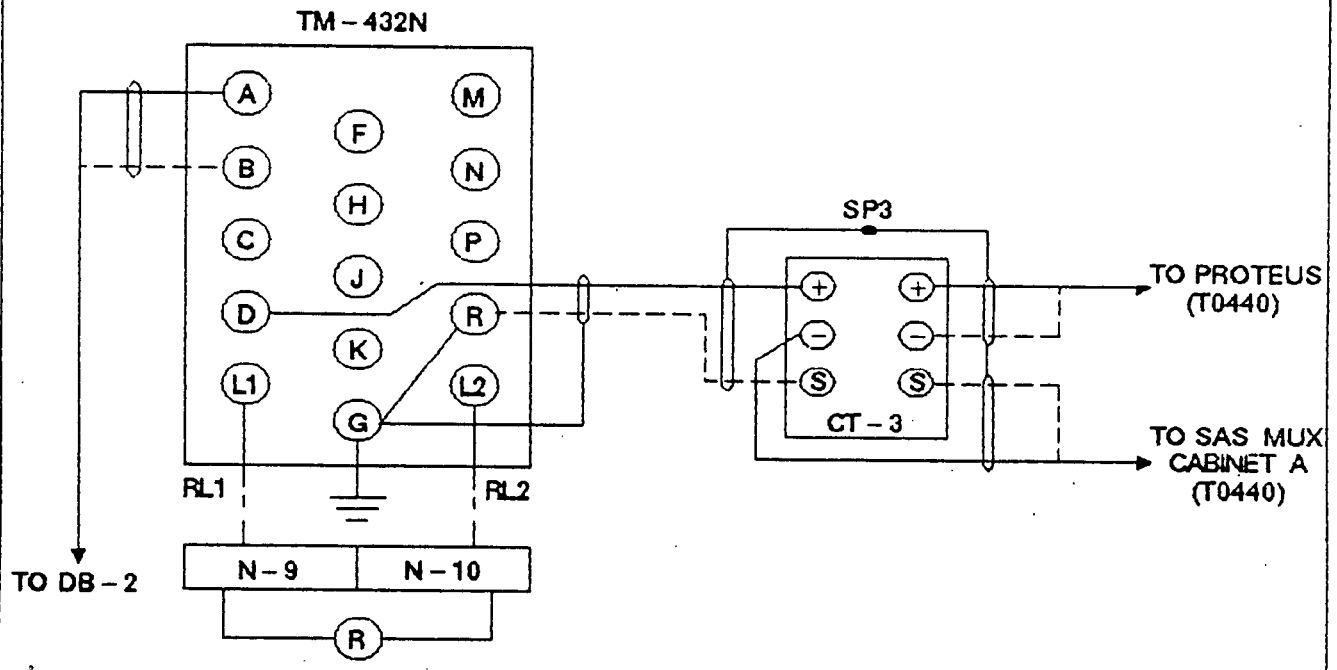 TM – 432N
A
M
F
B
N
H
C
P
SP3
J
+
+
TO PROTEUS
(T0440)
D
R
–
–
K
L1
L2
S
S
G
CT – 3
TO SAS MUX
CABINET A
(T0440)
RL1
RL2
N – 9
N – 10
TO DB – 2
R